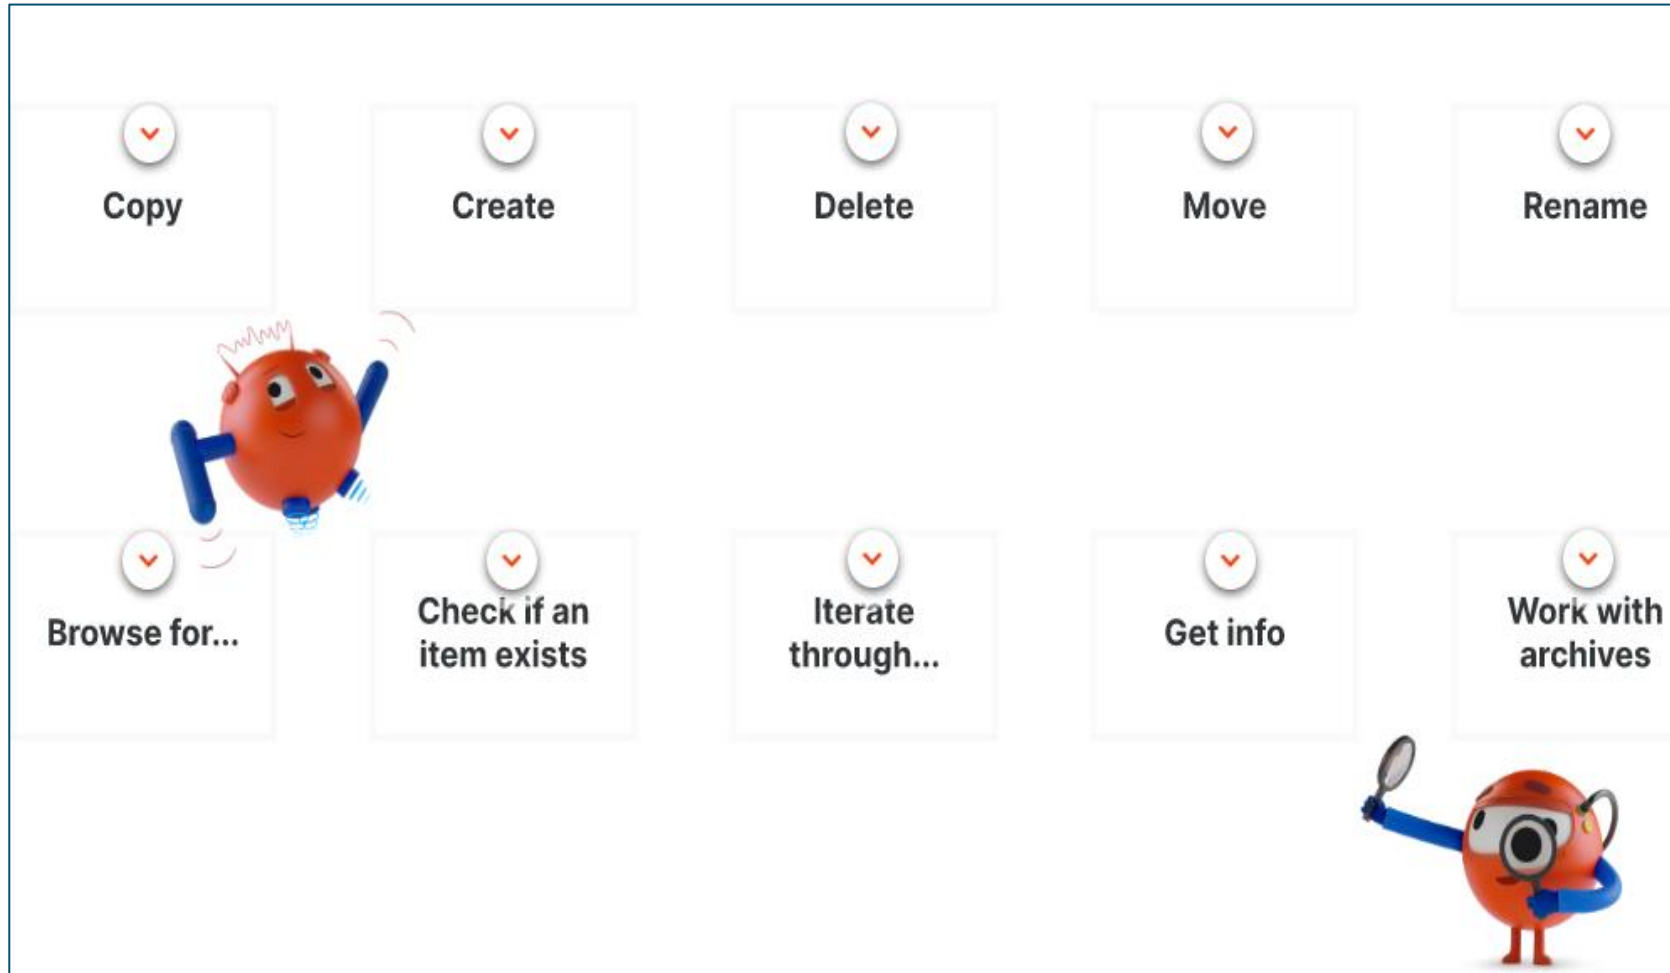 Copy
Create
Delete
Move
Rename
Browse for...
Check if an
item exists
Iterate
through...
Get info
Work with
archives